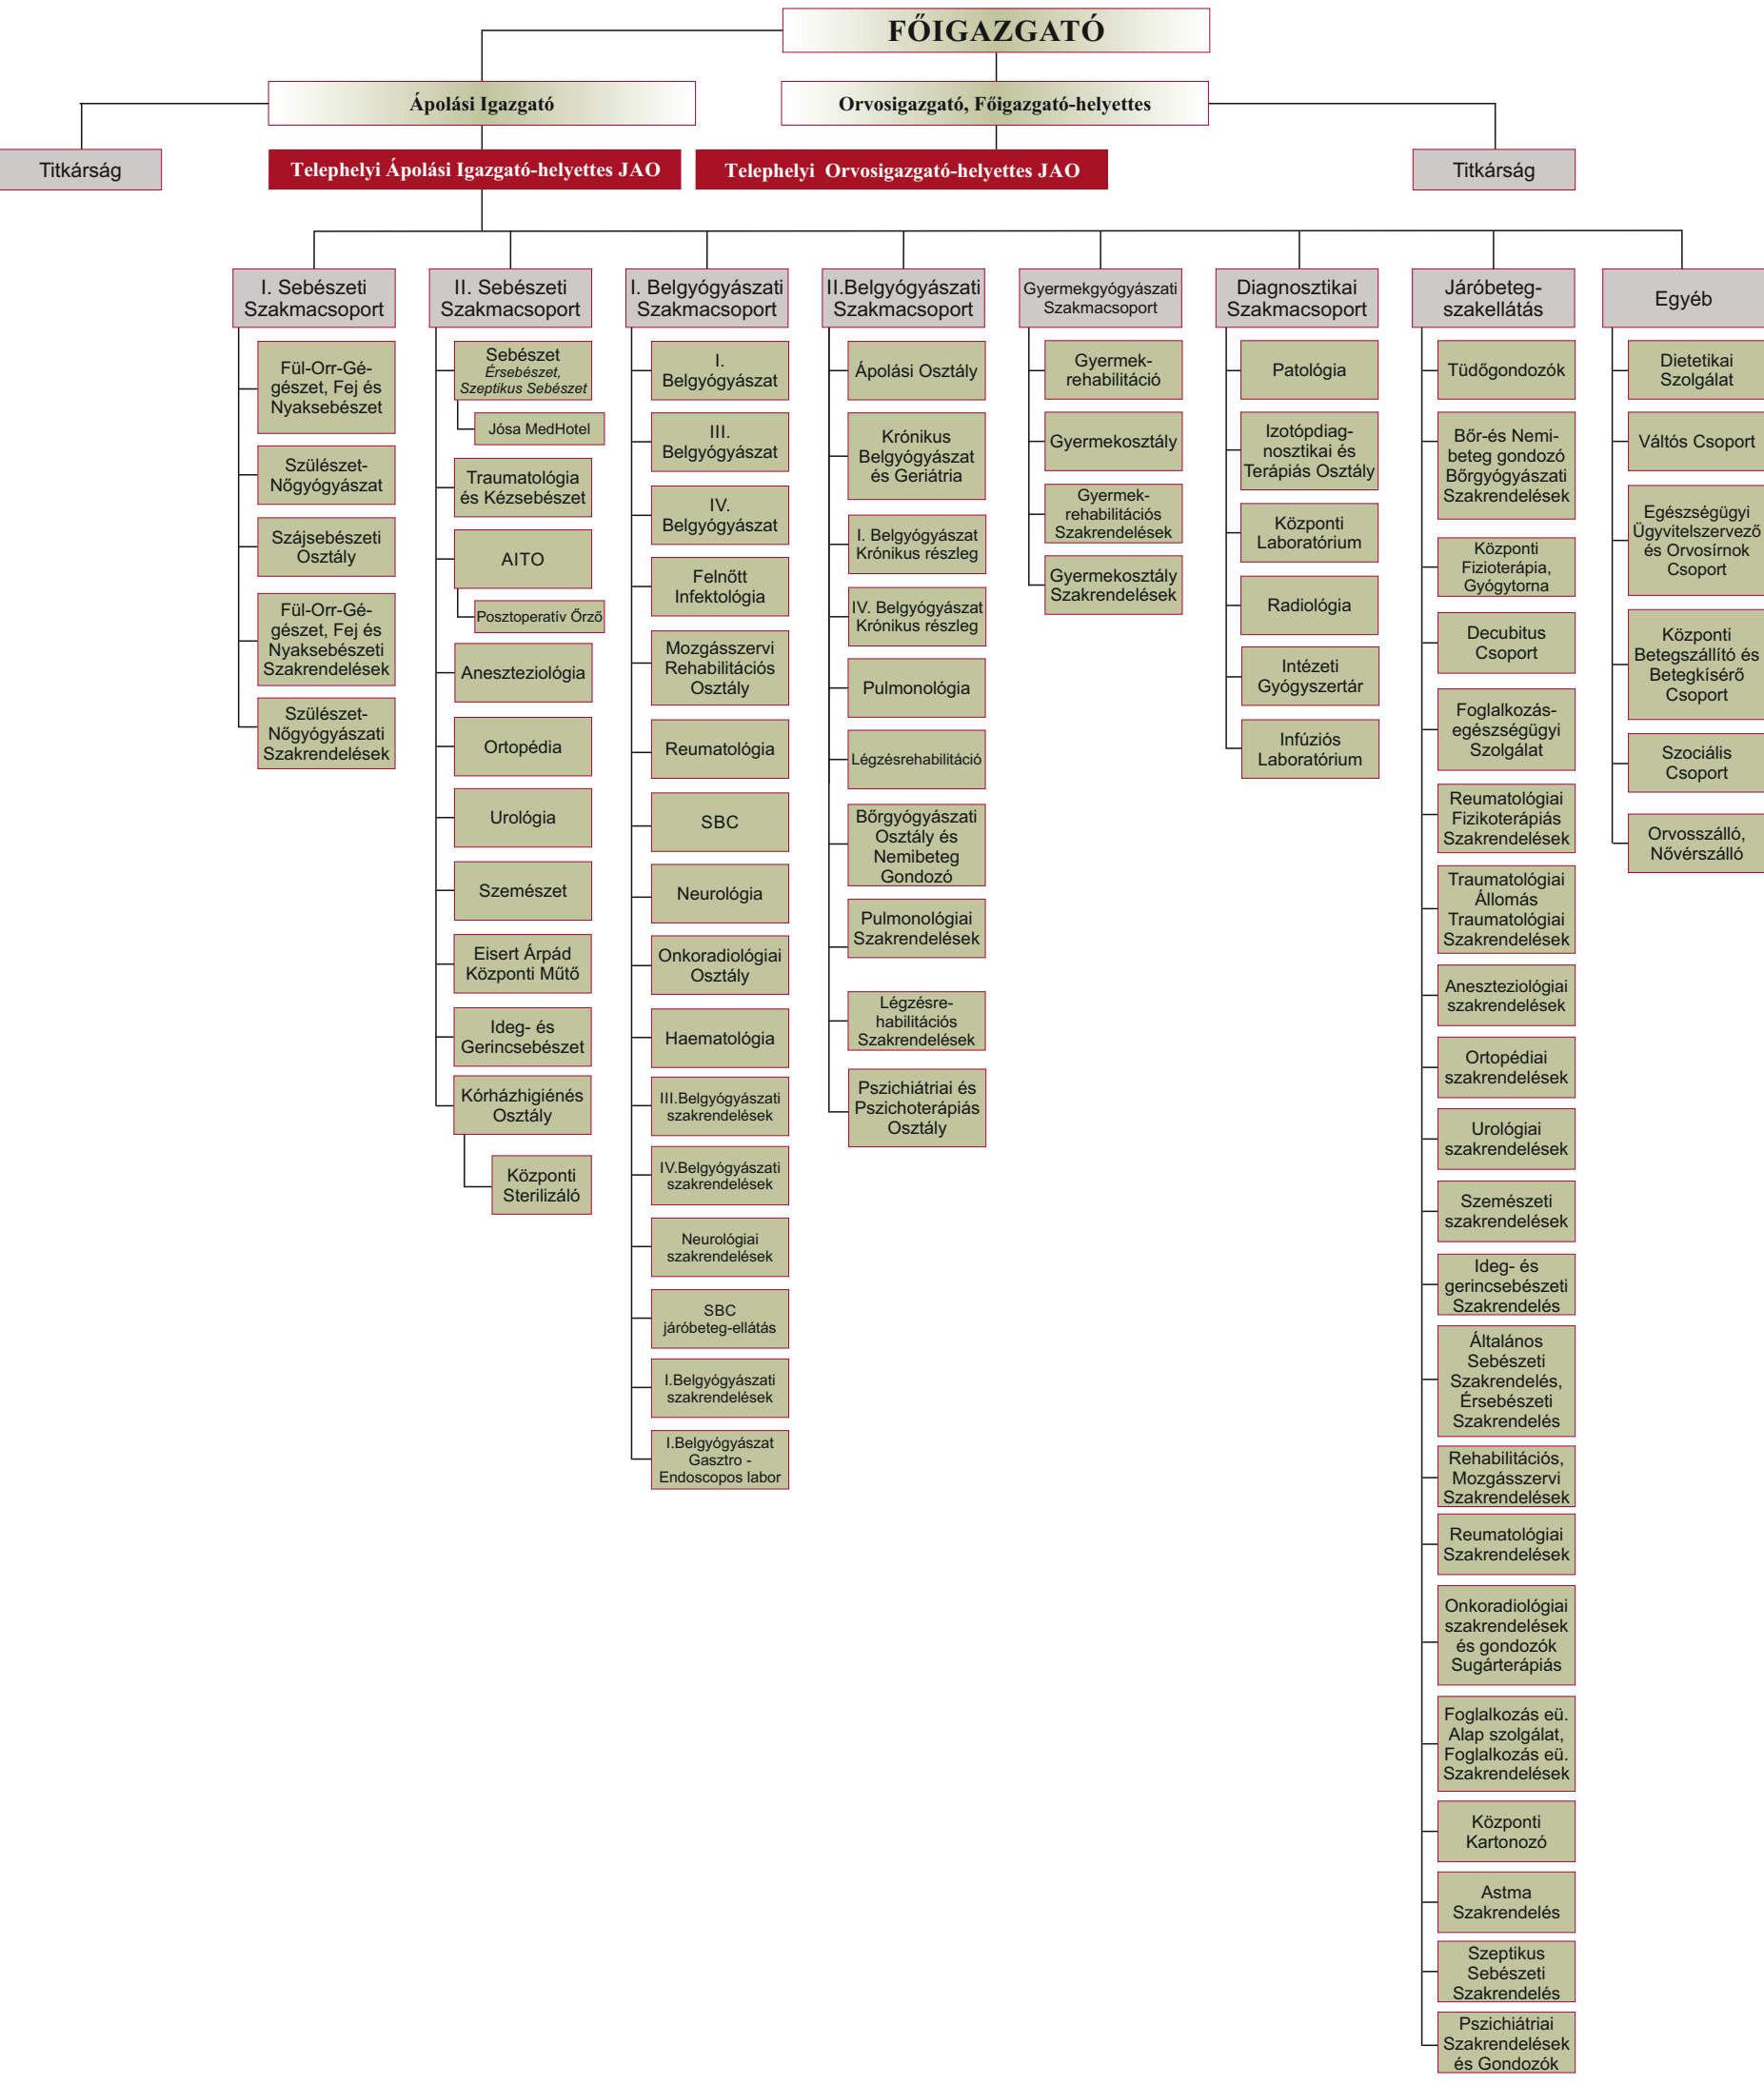 FŐIGAZGATÓ
Ápolási Igazgató
Orvosigazgató, Főigazgató-helyettes
Titkárság
Telephelyi Ápolási Igazgató-helyettes JAO
Telephelyi Orvosigazgató-helyettes JAO
Titkárság
I. Sebészeti
Szakmacsoport
Fül-Orr-Gé-
gészet, Fej és
Nyaksebészet
Szülészet-
Nőgyógyászat
Szájsebészeti
Osztály
Fül-Orr-Gé-
gészet, Fej és
Nyaksebészeti
Szakrendelések
Szülészet-
Nőgyógyászati
Szakrendelések
II. Sebészeti
Szakmacsoport
Sebészet
Érsebészet,
Szeptikus Sebészet
Jósa MedHotel
Traumatológia
és Kézsebészet
AITO
Posztoperatív Őrző
Aneszteziológia
Ortopédia
Urológia
Szemészet
Eisert Árpád
Központi Műtő
Ideg- és
Gerincsebészet
Kórházhigiénés
Osztály
Központi
Sterilizáló
I. Belgyógyászati
Szakmacsoport
I.
Belgyógyászat
III.
Belgyógyászat
IV.
Belgyógyászat
Felnőtt
Infektológia
Mozgásszervi
Rehabilitációs
Osztály
Reumatológia
SBC
Neurológia
Onkoradiológiai
Osztály
Haematológia
III.Belgyógyászati
szakrendelések
IV.Belgyógyászati
szakrendelések
Neurológiai
szakrendelések
SBC
járóbeteg-ellátás
I.Belgyógyászati
szakrendelések
I.Belgyógyászat
Gasztro -
Endoscopos labor
II.Belgyógyászati
Szakmacsoport
Ápolási Osztály
Krónikus
Belgyógyászat
és Geriátria
I. Belgyógyászat
Krónikus részleg
IV. Belgyógyászat
Krónikus részleg
Pulmonológia
Légzésrehabilitáció
Bőrgyógyászati
Osztály és
Nemibeteg
Gondozó
Pulmonológiai
Szakrendelések
Légzésre-
habilitációs
Szakrendelések
Pszichiátriai és
Pszichoterápiás
Osztály
Gyermekgyógyászati
Szakmacsoport
Gyermek-
rehabilitáció
Gyermekosztály
Gyermek-
rehabilitációs
Szakrendelések
Gyermekosztály
Szakrendelések
Diagnosztikai
Szakmacsoport
Patológia
Izotópdiag-
nosztikai és
Terápiás Osztály
Központi
Laboratórium
Radiológia
Intézeti
Gyógyszertár
Infúziós
Laboratórium
Járóbeteg-
szakellátás
Tüdőgondozók
Bőr-és Nemi-
beteg gondozó
Bőrgyógyászati
Szakrendelések
Központi
Fizioterápia,
Gyógytorna
Decubitus
Csoport
Foglalkozás-
egészségügyi
Szolgálat
Reumatológiai
Fizikoterápiás
Szakrendelések
Traumatológiai
Állomás
Traumatológiai
Szakrendelések
Aneszteziológiai
szakrendelések
Ortopédiai
szakrendelések
Urológiai
szakrendelések
Szemészeti
szakrendelések
Ideg- és
gerincsebészeti
Szakrendelés
Általános
Sebészeti
Szakrendelés,
Érsebészeti
Szakrendelés
Rehabilitációs,
Mozgásszervi
Szakrendelések
Reumatológiai
Szakrendelések
Onkoradiológiai
szakrendelések
és gondozók
Sugárterápiás
Foglalkozás eü.
Alap szolgálat,
Foglalkozás eü.
Szakrendelések
Központi
Kartonozó
Astma
Szakrendelés
Szeptikus
Sebészeti
Szakrendelés
Pszichiátriai
Szakrendelések
és Gondozók
Egyéb
Dietetikai
Szolgálat
Váltós Csoport
Egészségügyi
Ügyvitelszervező
és Orvosírnok
Csoport
Központi
Betegszállító és
Betegkísérő
Csoport
Szociális
Csoport
Orvosszálló,
Nővérszálló